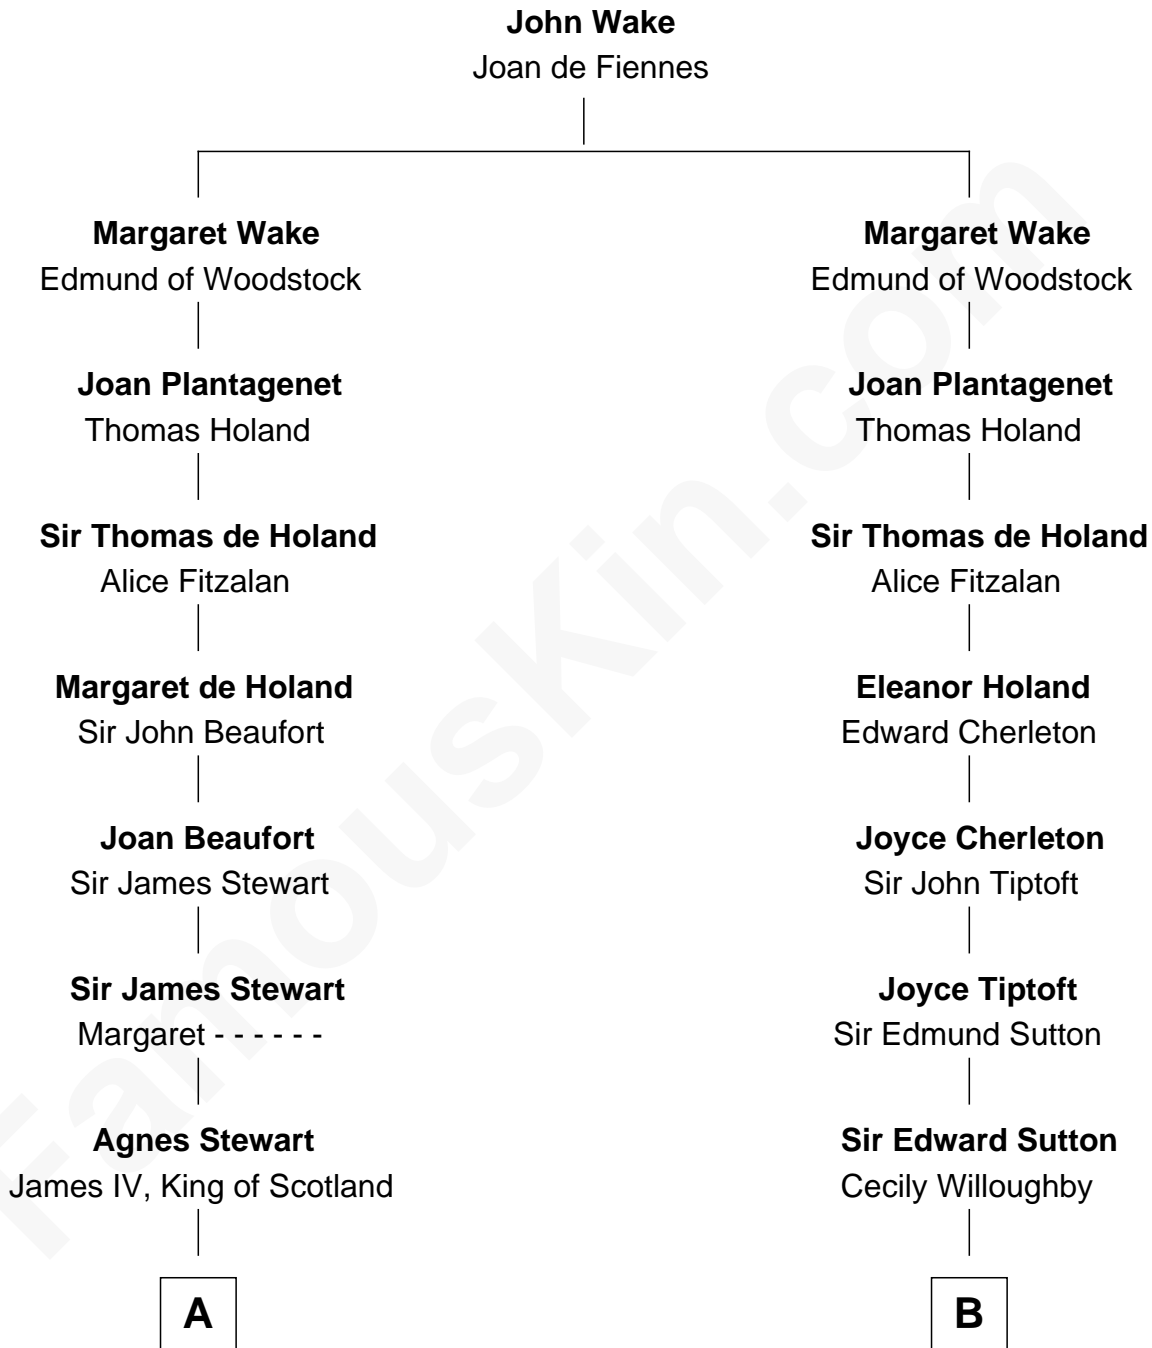 John Wake
Joan de Fiennes
Margaret Wake
Edmund of Woodstock
Joan Plantagenet
Thomas Holand
Sir Thomas de Holand
Alice Fitzalan
Margaret de Holand
Sir John Beaufort
Joan Beaufort
Sir James Stewart
Sir James Stewart
Margaret - - - - - -
Agnes Stewart
James IV, King of Scotland
A
Margaret Wake
Edmund of Woodstock
Joan Plantagenet
Thomas Holand
Sir Thomas de Holand
Alice Fitzalan
Eleanor Holand
Edward Cherleton
Joyce Cherleton
Sir John Tiptoft
Joyce Tiptoft
Sir Edmund Sutton
Sir Edward Sutton
Cecily Willoughby
B
FamousKin.com